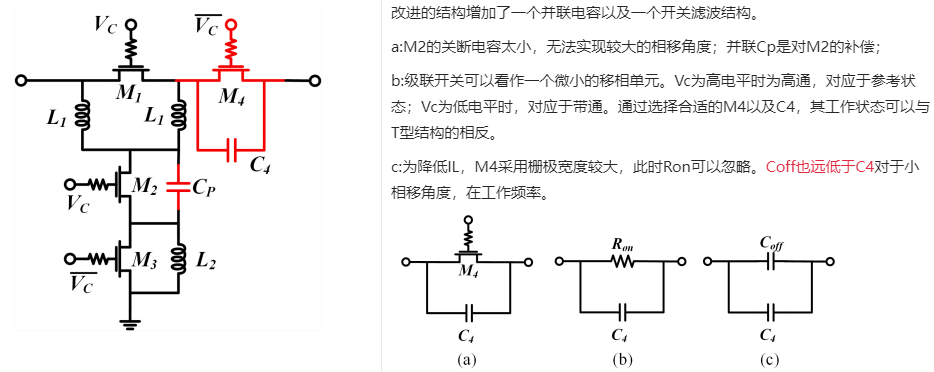 改进的结构增加了一个并联电容以及一个开关滤波结构。
a:M2的关断电容太小，无法实现较大的相移角度；并联Cp是对M2的补偿；
b:级联开关可以看作一个微小的移相单元。Vc为高电平时为高通，对应于参考状
态；Vc为低电平时，对应于带通。通过选择合适的M4以及C4，其工作状态可以与
T型结构的相反。
c:为降低IL，M4采用栅极宽度较大，此时Ron可以忽略。Coff也远低于C4对于小
相移角度，在工作频率。
V_C
\overline{V_C}
M_1
M_4
L_1
L_1
C_4
M_2
C_P
V_C
M_3
L_2
\overline{V_C}
M_4
R_{on}
C_{off}
C_4
C_4
C_4
(a)
(b)
(c)